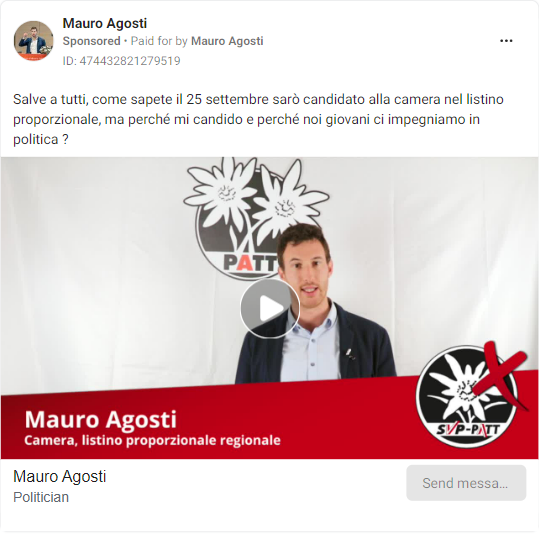 Mauro Agosti
Sponsored • Paid for by Mauro Agosti
ID: 474432821279519
Salve a tutti, come sapete il 25 settembre sarò candidato alla camera nel listino
proporzionale, ma perché mi candido e perché noi giovani ci impegniamo in
politica ?
PATT
Mauro Agosti
Camera, listino proporzionale regionale
SVP-PATT
Mauro Agosti
Politician
Send messa...